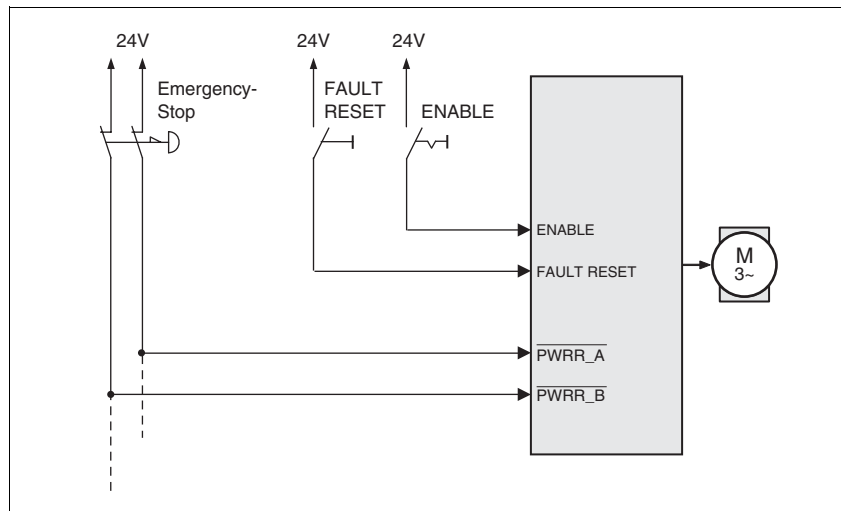 24V
24V
24V
Emergency-
Stop
FAULT
RESET
ENABLE
ENABLE
FAULT RESET
PWRR_A
PWRR_B
M
3~